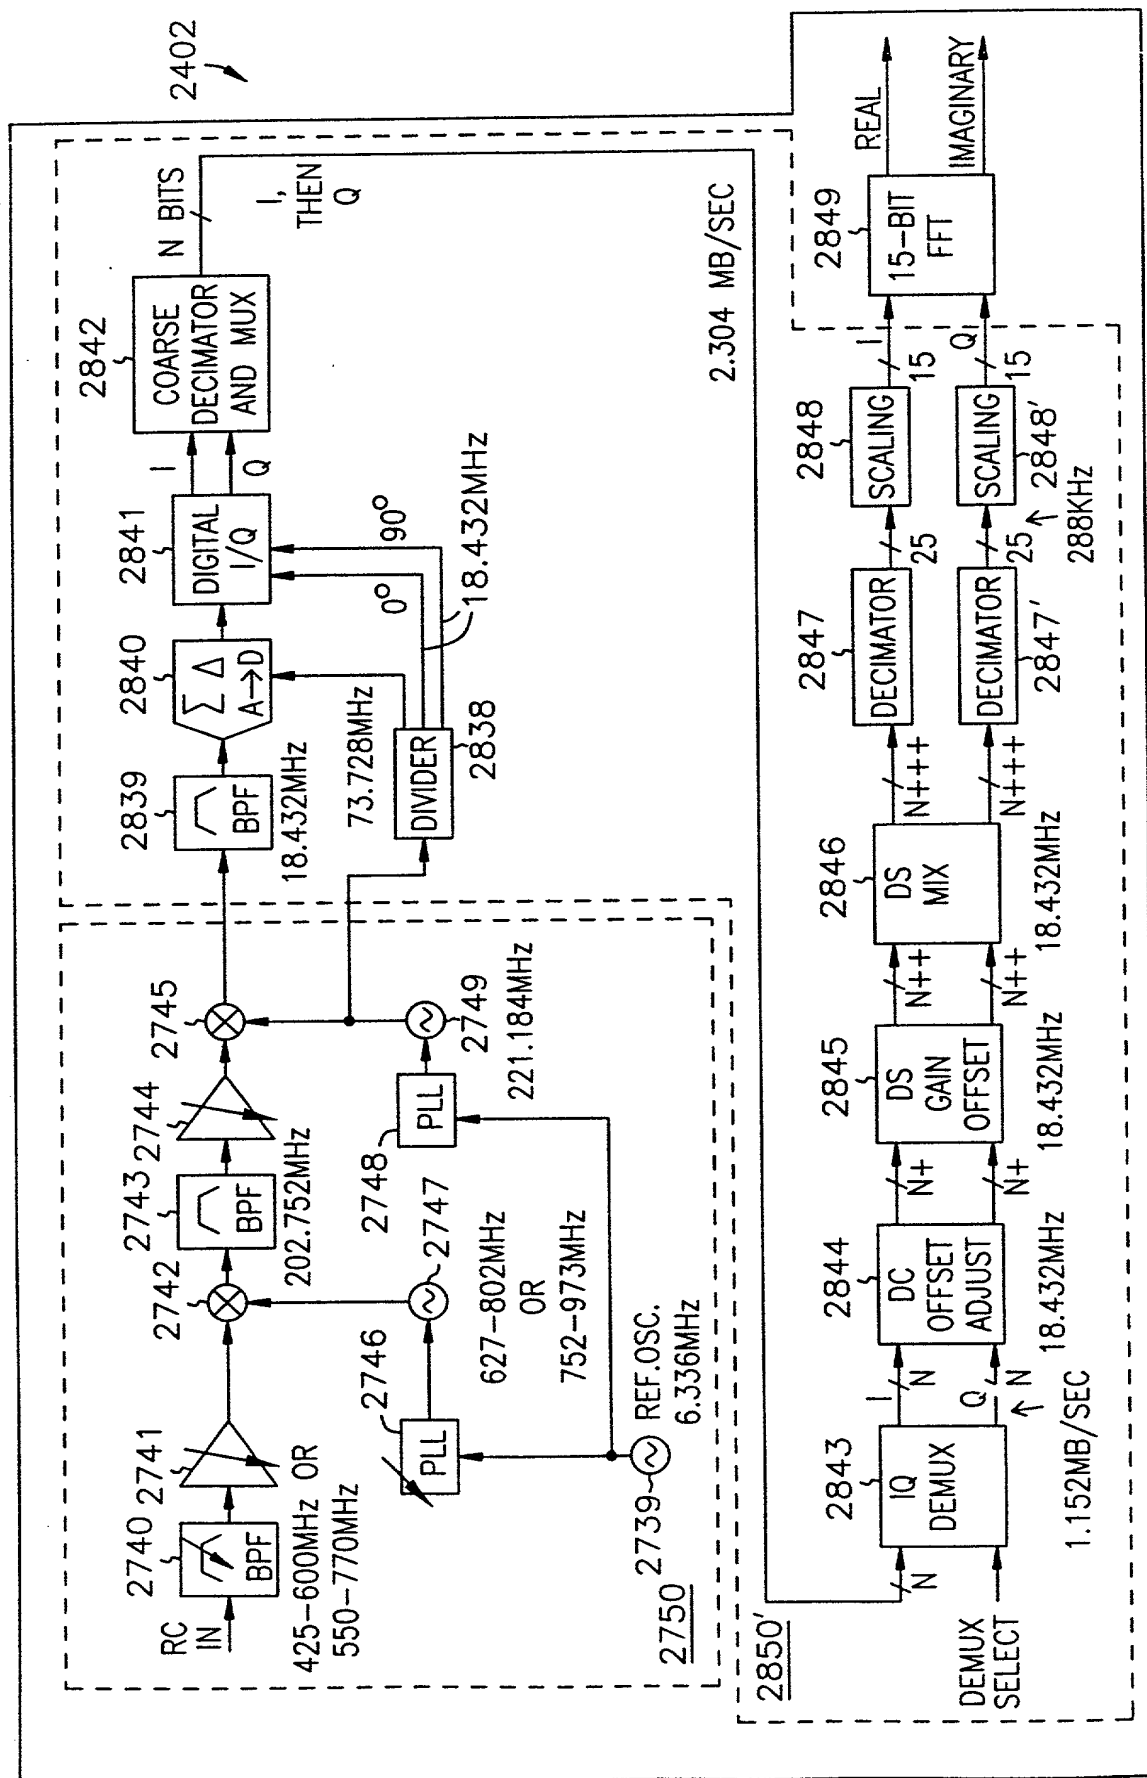 2402
2740
RC
IN
BPF
425-600MHz OR
550-770MHz
2741
2742
2743
BPF
202.752MHz
2744
2745
2746
PLL
2747
627-802MHz
OR
752-973MHz
2748
PLL
2749
221.184MHz
2739
REF.OSC.
6.336MHz
2750
2839
BPF
18.432MHz
2840
Σ Δ
A→D
2841
DIGITAL
I/Q
I
Q
2842
COARSE
DECIMATOR
AND MUX
N BITS
I,
THEN
Q
73.728MHz
DIVIDER
2838
0°
90°
18.432MHz
2.304 MB/SEC
2850'
DEMUX
SELECT
N
2843
IQ
DEMUX
I
N
Q
N
1.152MB/SEC
2844
DC
OFFSET
ADJUST
18.432MHz
N+
N+
2845
DS
GAIN
OFFSET
18.432MHz
N++
N++
2846
DS
MIX
18.432MHz
N+++
N+++
2847
DECIMATOR
DECIMATOR
2847'
25
25
288KHz
2848
SCALING
SCALING
2848'
I
15
Q
15
2849
15-BIT
FFT
REAL
IMAGINARY